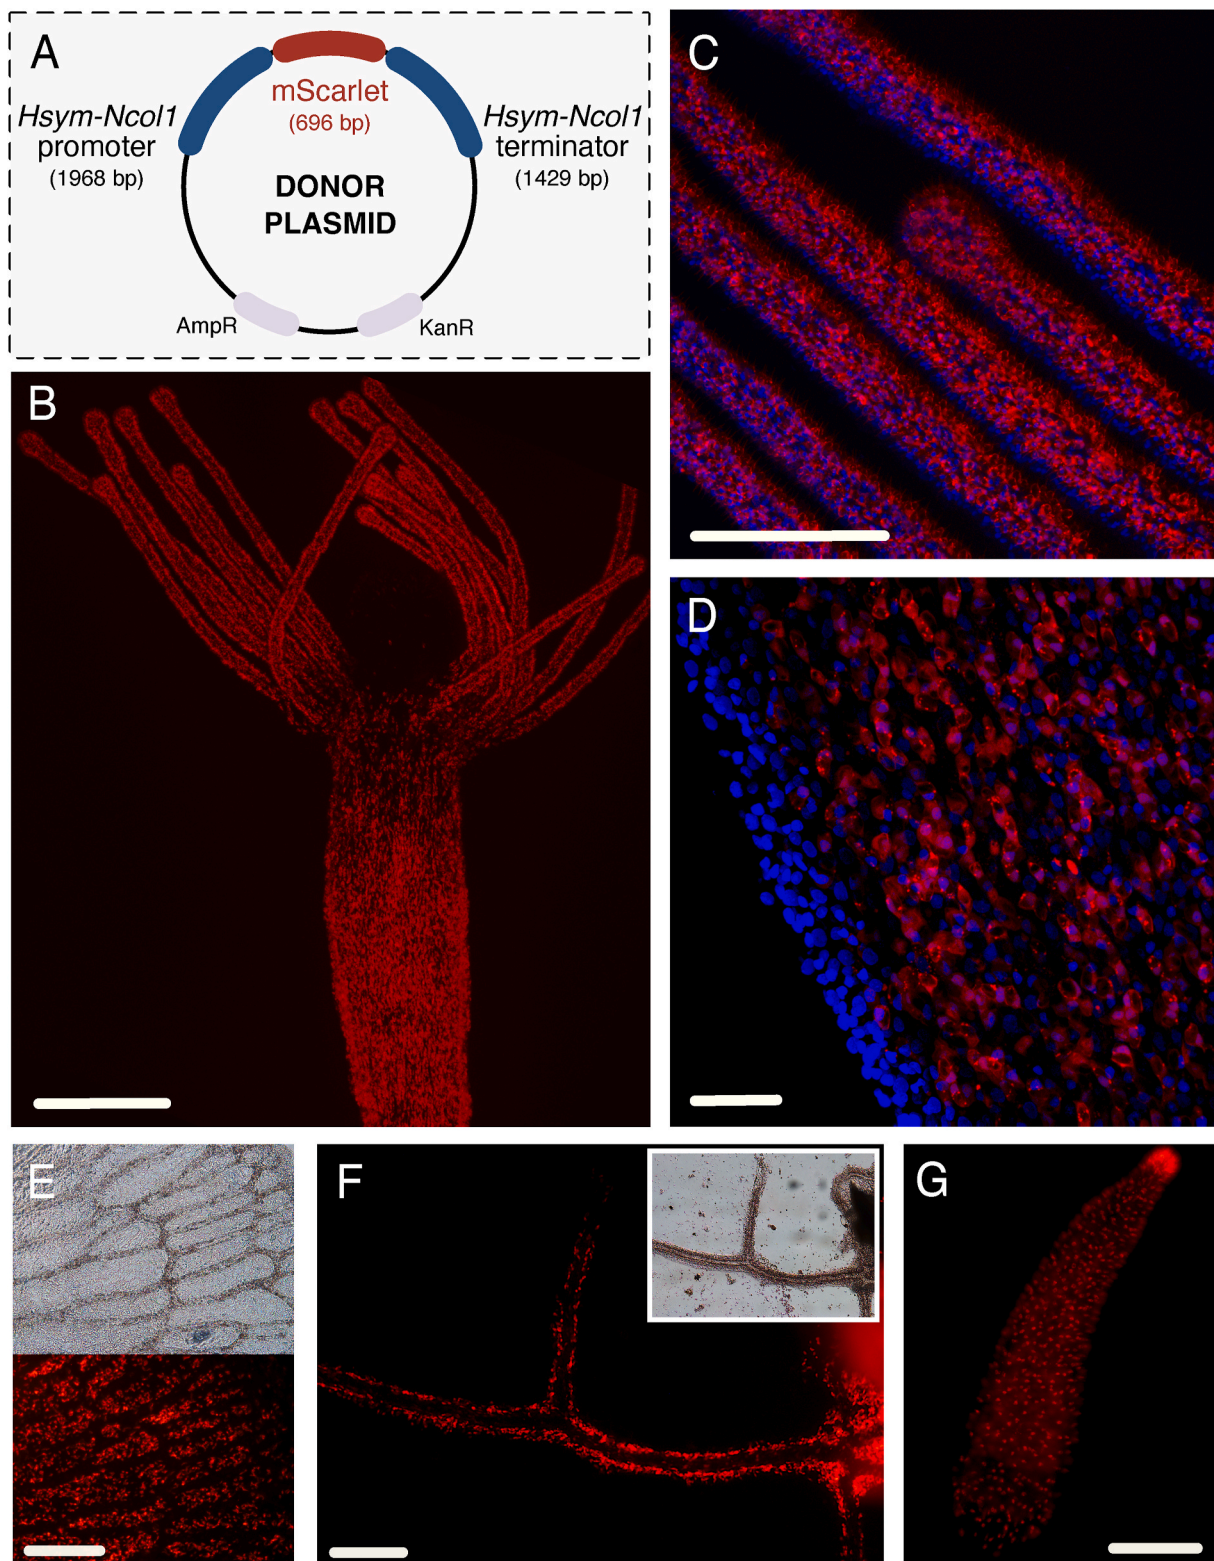 A
mScarlet
(696 bp)
Hsym-Ncol1
promoter
(1968 bp)
Hsym-Ncol1
terminator
(1429 bp)
DONOR
PLASMID
AmpR
KanR
B
C
D
E
F
G